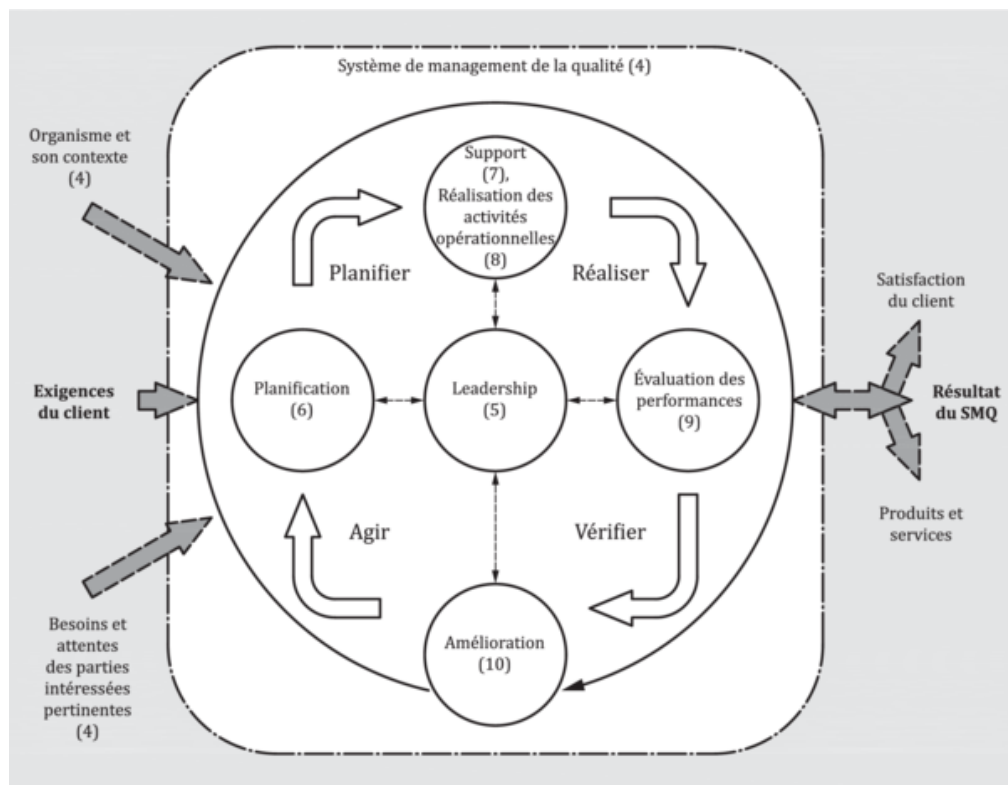 Système de management de la qualité (4)
Organisme et
son contexte
(4)
Support
(7),
Réalisation des
activités
opérationnelles
(8)
Planifier
Réaliser
Satisfaction
du client
Exigences
du client
Planification
(6)
Leadership
(5)
Évaluation des
performances
(9)
Résultat
du SMQ
Agir
Vérifier
Produits et
services
Besoins et
attentes
des parties
intéressées
pertinentes
(4)
Amélioration
(10)